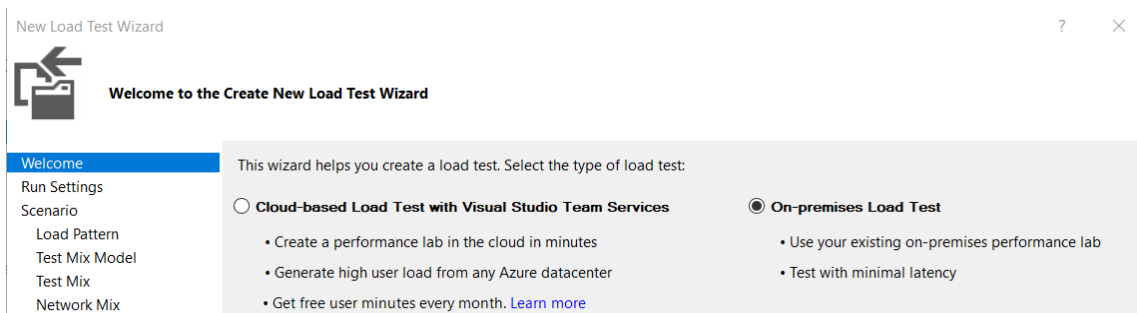 New Load Test Wizard ? ×
Welcome to the Create New Load Test Wizard
Welcome
Run Settings
Scenario
Load Pattern
Test Mix Model
Test Mix
Network Mix
This wizard helps you create a load test. Select the type of load test:
Cloud-based Load Test with Visual Studio Team Services
• Create a performance lab in the cloud in minutes
• Generate high user load from any Azure datacenter
• Get free user minutes every month. Learn more
On-premises Load Test
• Use your existing on-premises performance lab
• Test with minimal latency